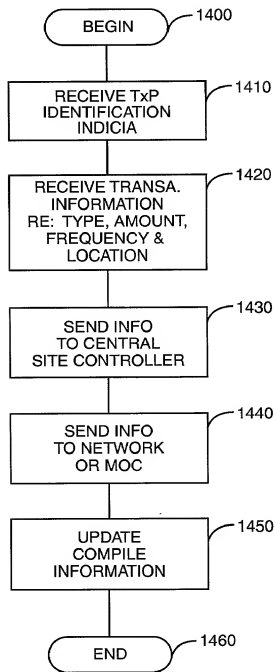 BEGIN
1400
RECEIVE TxP
IDENTIFICATION
INDICIA
1410
RECEIVE TRANSA.
INFORMATION
RE: TYPE, AMOUNT,
FREQUENCY &
LOCATION
1420
SEND INFO
TO CENTRAL
SITE CONTROLLER
1430
SEND INFO
TO NETWORK
OR MOC
1440
UPDATE
COMPILE
INFORMATION
1450
END
1460